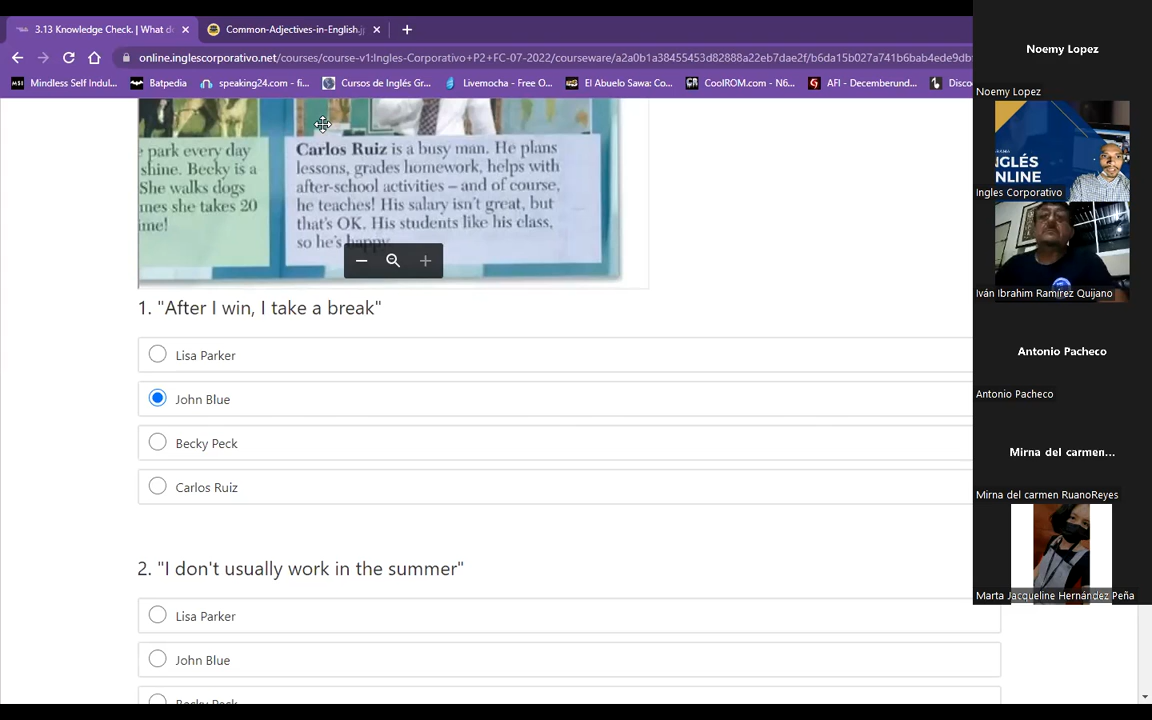 3.13 Knowledge Check. | What d
Common-Adjectives-in-English.j
online.inglescorporativo.net/courses/course-v1:Ingles-Corporativo+P2+FC-07-2022/courseware/a2a0b1a38455453d82888a22eb7dae2f/b6da15b027a741b6bab4ede9db
Mindless Self Indul...
Batpedia
speaking24.com - fi...
Cursos de Inglés Gr...
Livemocha - Free O...
El Abuelo Sawa: Co...
CoolROM.com - N6...
AFI - Decemberund...
Disco
park every day
shine. Becky is a
She walks dogs
mes she takes 20
ime!
Carlos Ruiz is a busy man. He plans
lessons, grades homework, helps with
after-school activities – and of course,
he teaches! His salary isn't great, but
that's OK. His students like his class,
so he's happy
1. "After I win, I take a break"
Lisa Parker
John Blue
Becky Peck
Carlos Ruiz
2. "I don't usually work in the summer"
Lisa Parker
John Blue
Becky Peck
Noemy Lopez
Noemy Lopez
INGLÉS
NLINE
Ingles Corporativo
Iván Ibrahim Ramírez Quijano
Antonio Pacheco
Antonio Pacheco
Mirna del carmen...
Mirna del carmen RuanoReyes
Marta Jacqueline Hernández Peña